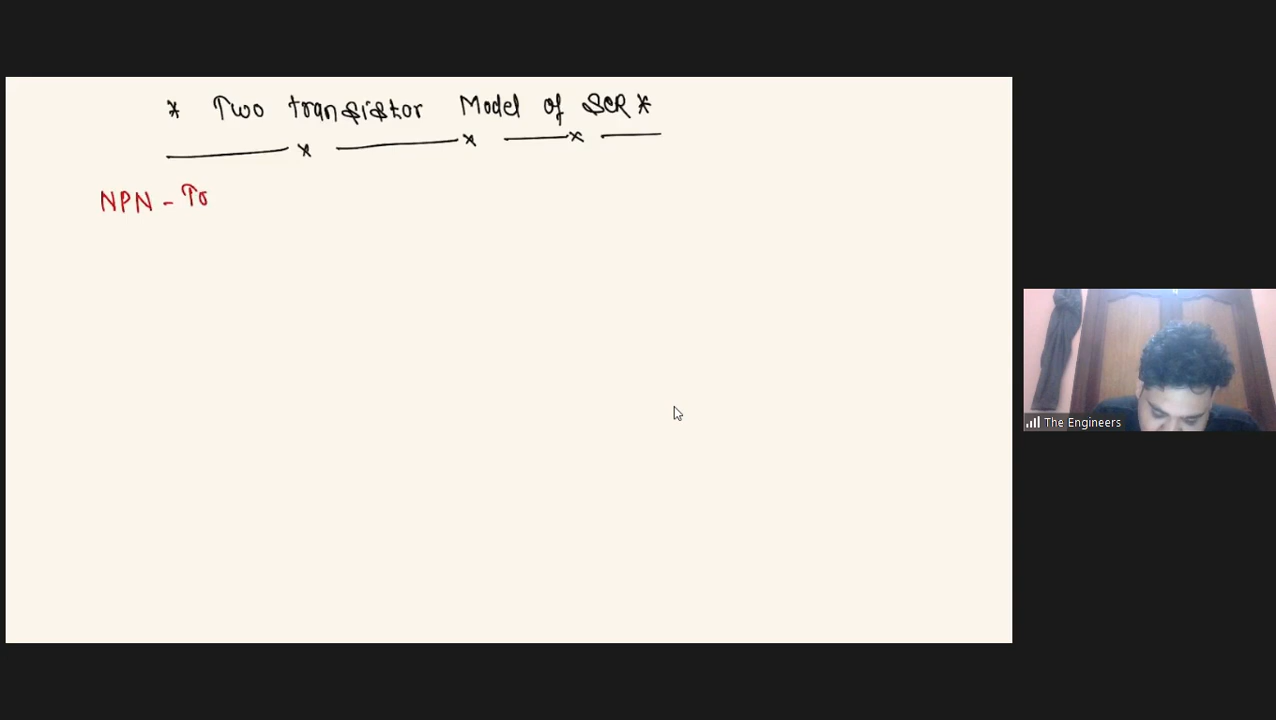 * Two transistor Model of SCR *
NPN - Tr
The Engineers